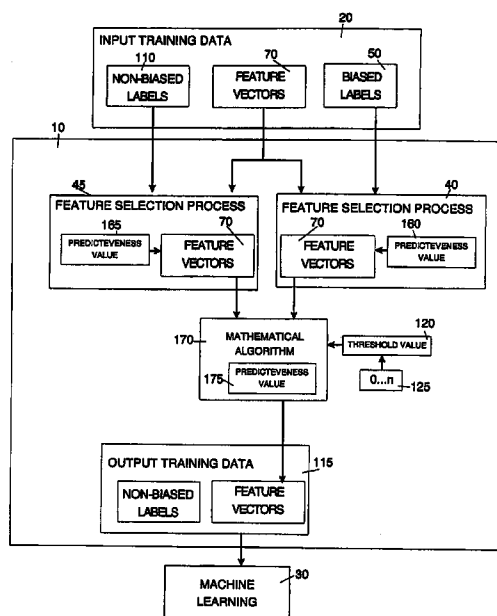 20
INPUT TRAINING DATA
110
70
50
NON-BIASED
LABELS
FEATURE
VECTORS
BIASED
LABELS
10
45
40
FEATURE SELECTION PROCESS
FEATURE SELECTION PROCESS
165
70
70
160
PREDICTEVENESS
VALUE
FEATURE
VECTORS
FEATURE
VECTORS
PREDICTEVENESS
VALUE
170
MATHEMATICAL
ALGORITHM
120
THRESHOLD VALUE
175
PREDICTEVENESS
VALUE
0...n
125
OUTPUT TRAINING DATA
115
NON-BIASED
LABELS
FEATURE
VECTORS
30
MACHINE
LEARNING